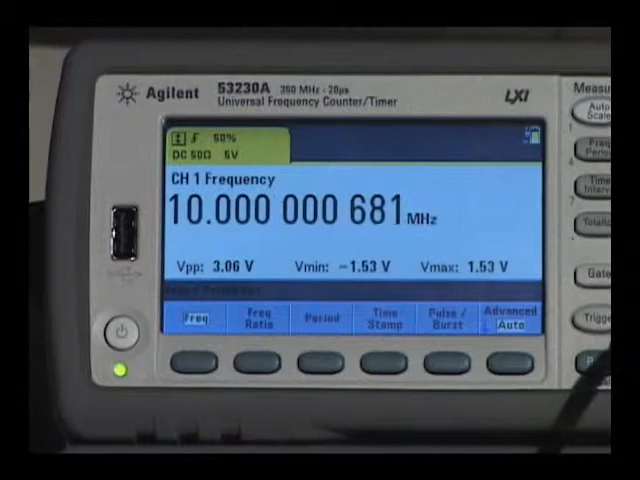 Agilent
53230A 350 MHz - 20ps
Universal Frequency Counter/Timer
LXI
50%
DC 50Ω 5V
CH 1 Frequency
10.000 000 681 MHz
Vpp: 3.06 V Vmin: -1.53 V Vmax: 1.53 V
Freq
Freq Ratio
Period
Time Stamp
Pulse / Burst
Advanced
Auto
Auto
Scale
Gate